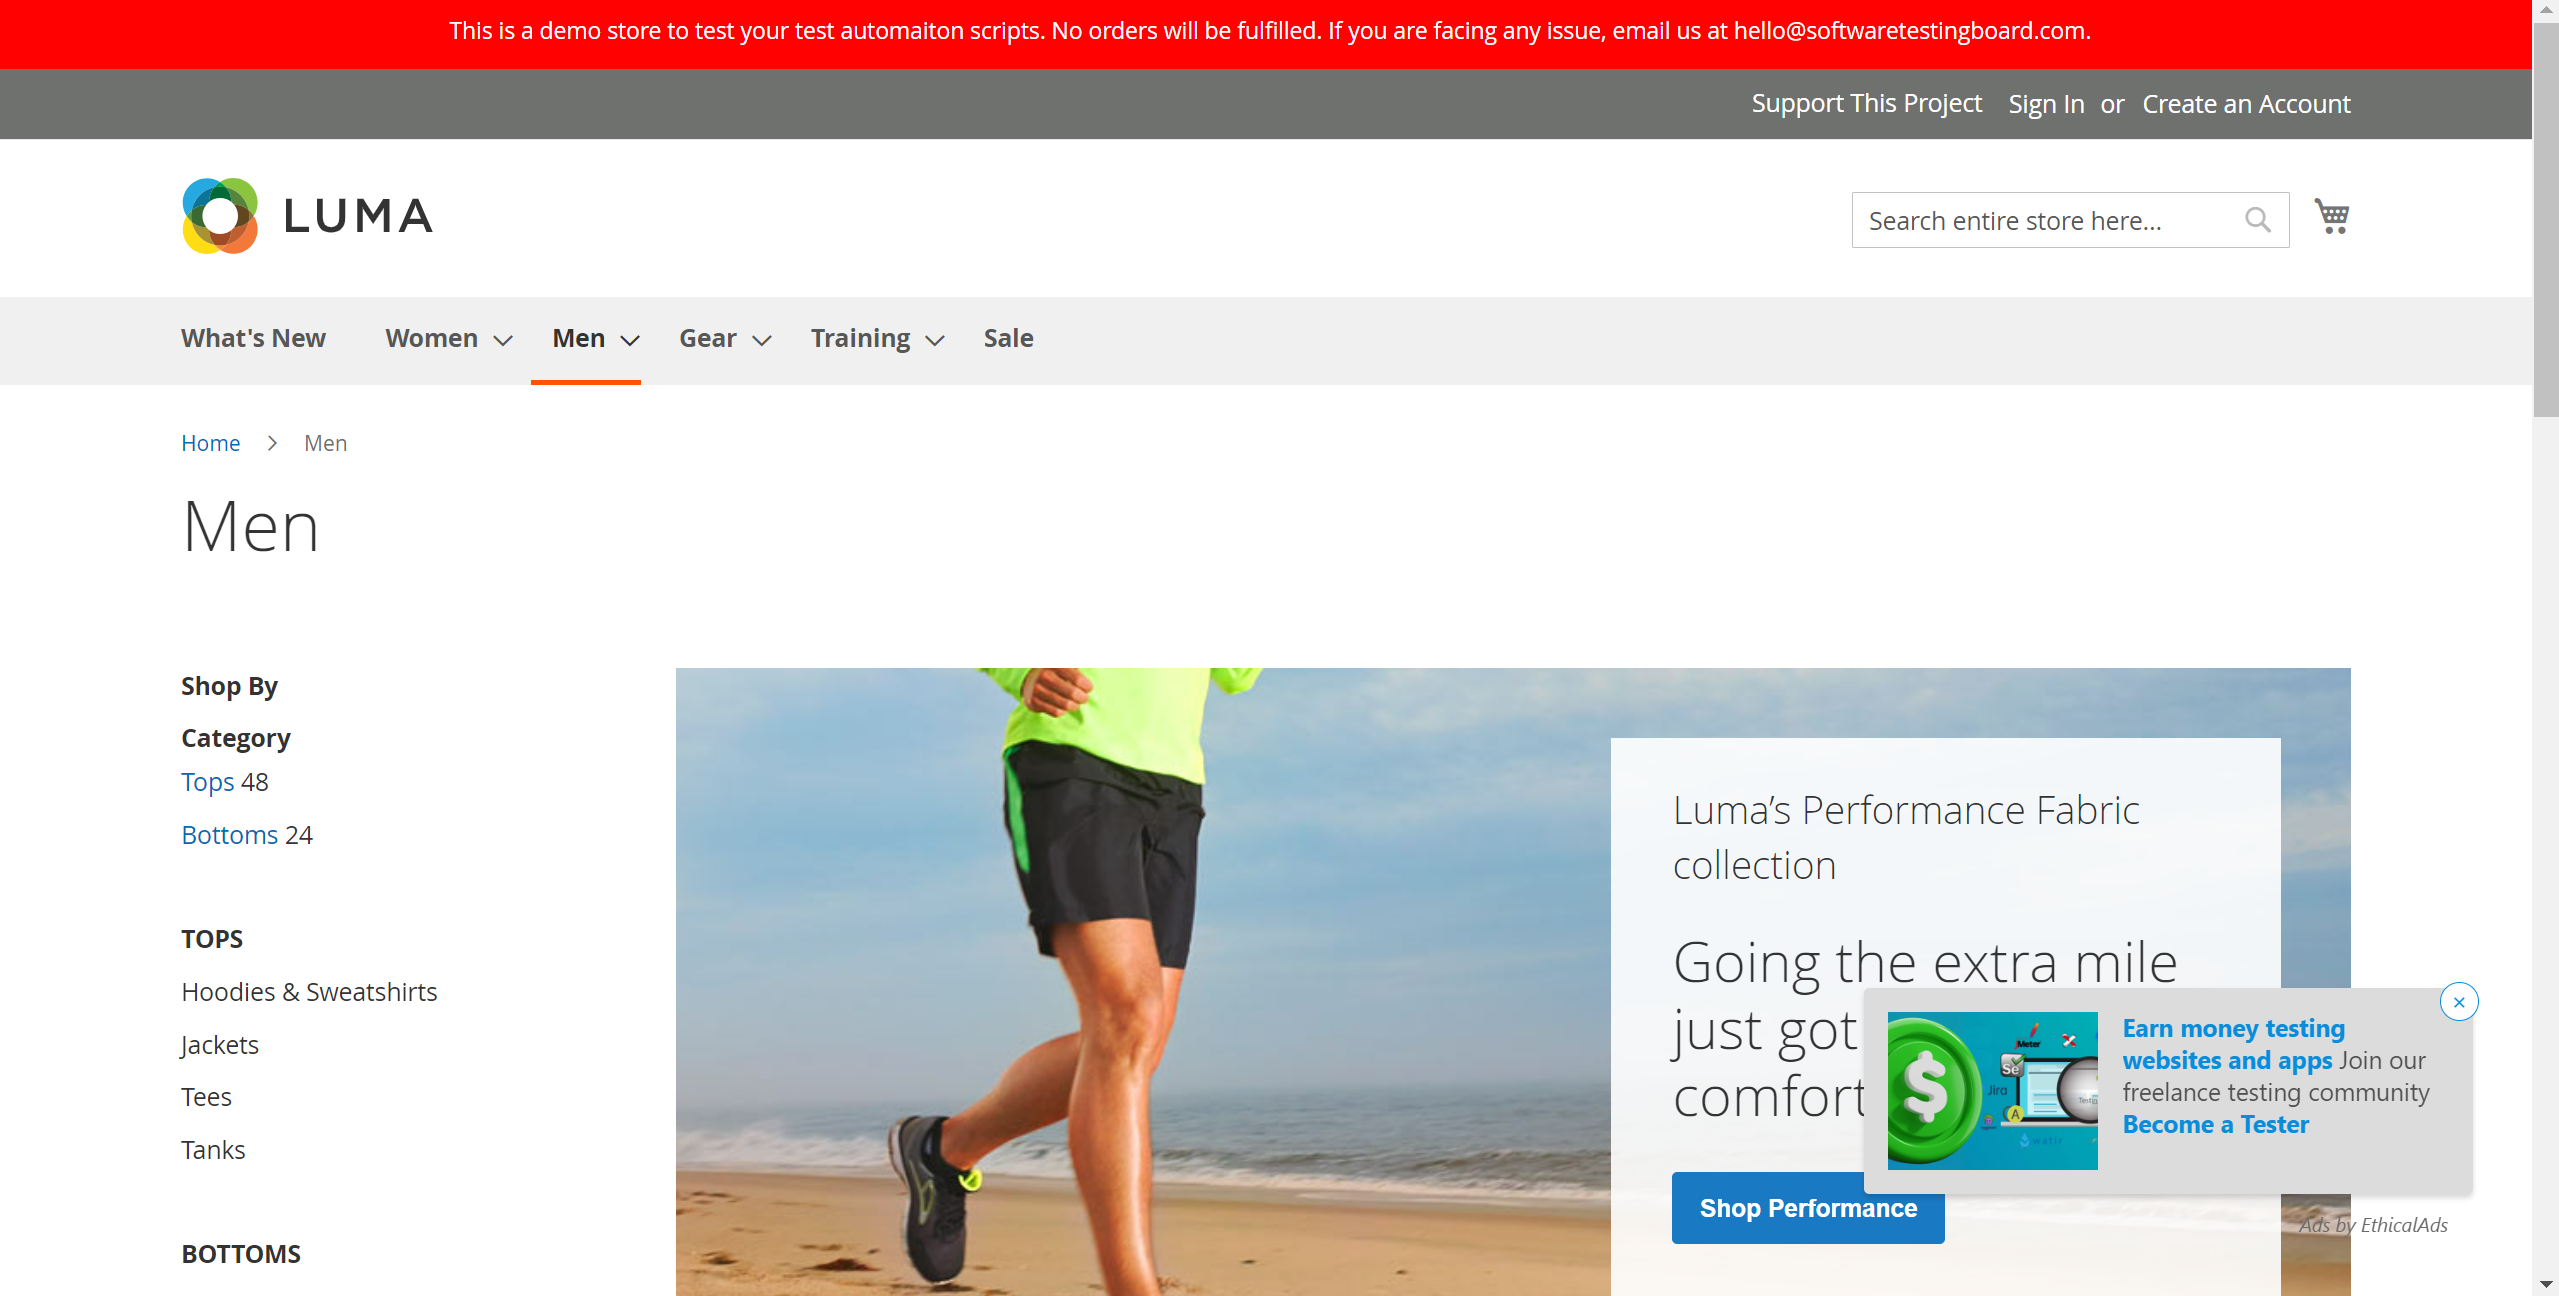 This is a demo store to test your test automaiton scripts. No orders will be fulfilled. If you are facing any issue, email us at hello@softwaretestingboard.com.
Support This Project Sign In or Create an Account
LUMA
Search entire store here...
What's New Women Men Gear Training Sale
Home Men
Men
Shop By
Category
Tops 48
Bottoms 24
TOPS
Hoodies & Sweatshirts
Jackets
Tees
Tanks
BOTTOMS
Luma’s Performance Fabric
collection
Going the extra mile
just got
comfort
Shop Performance
jMeter
Se
Jira
A
watir
Earn money testing
websites and apps Join our
freelance testing community
Become a Tester
Ads by EthicalAds